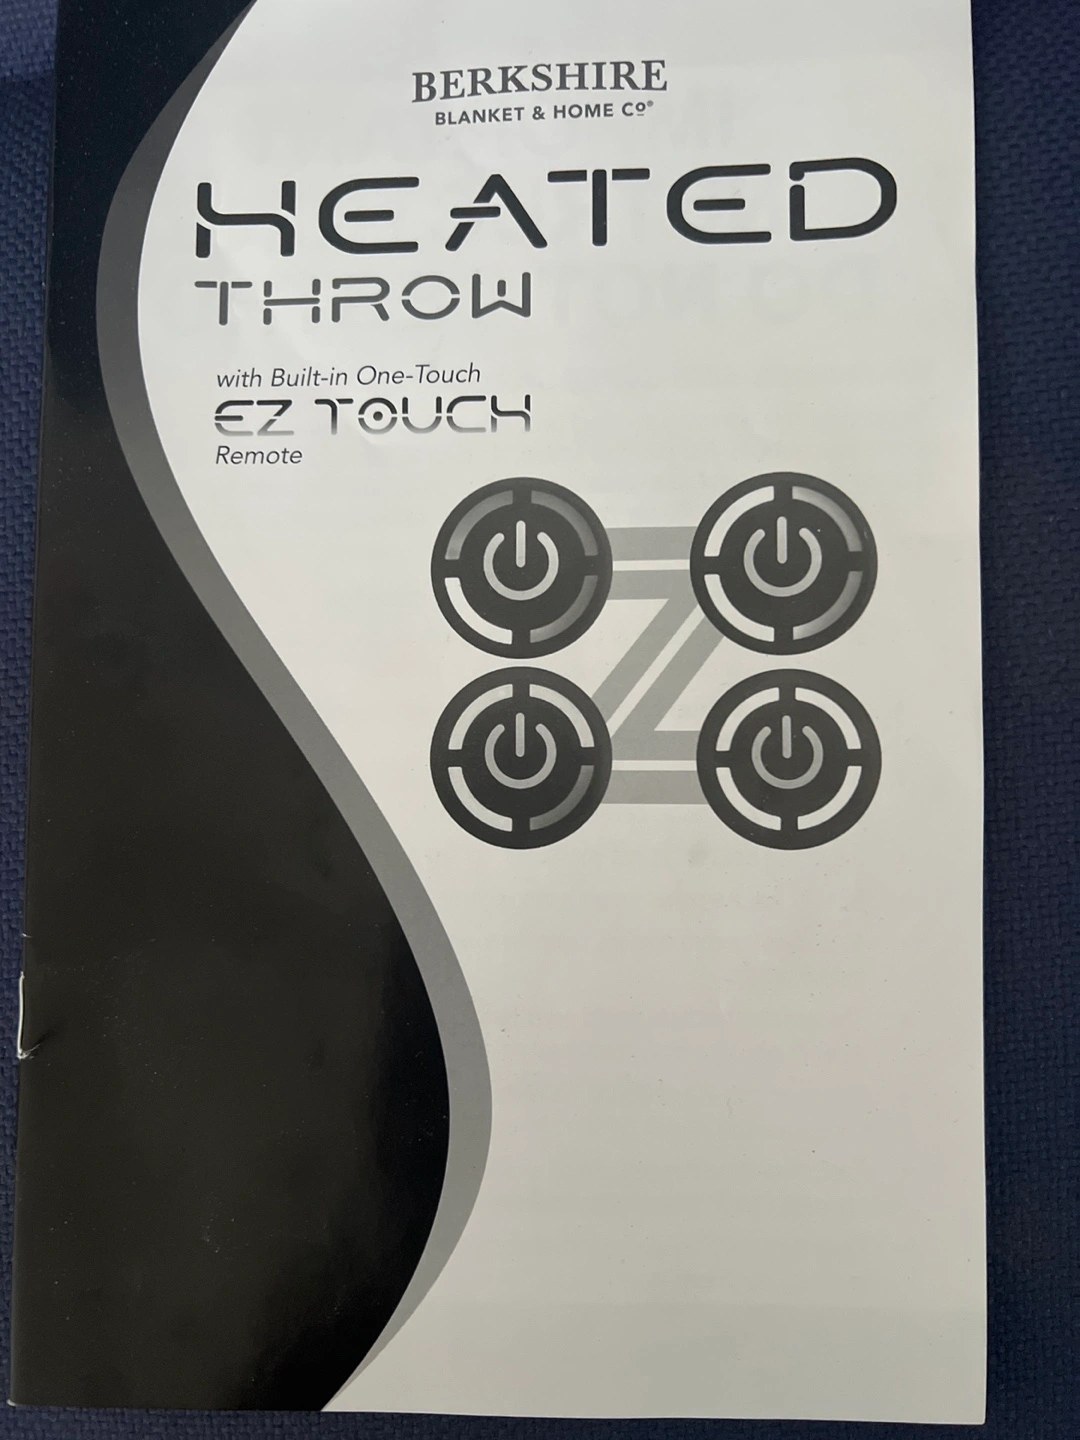 BERKSHIRE
BLANKET & HOME Cº®
HEATED
THROW
with Built-in One-Touch
EZ TOUCH
Remote